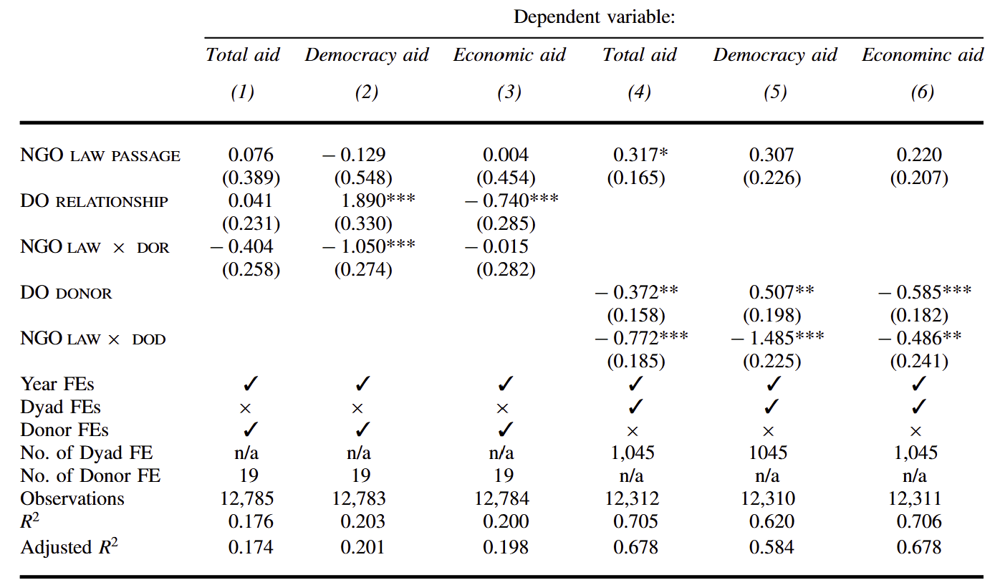 Dependent variable:
Total aid Democracy aid Economic aid Total aid Democracy aid Econominc aid
(1) (2) (3) (4) (5) (6)
NGO LAW PASSAGE 0.076 − 0.129 0.004 0.317* 0.307 0.220
(0.389) (0.548) (0.454) (0.165) (0.226) (0.207)
DO RELATIONSHIP 0.041 1.890*** − 0.740***
(0.231) (0.330) (0.285)
NGO LAW × DOR − 0.404 − 1.050*** − 0.015
(0.258) (0.274) (0.282)
DO DONOR − 0.372** 0.507** − 0.585***
(0.158) (0.198) (0.182)
NGO LAW × DOD − 0.772*** − 1.485*** − 0.486**
(0.185) (0.225) (0.241)
Year FEs ✓ ✓ ✓ ✓ ✓ ✓
Dyad FEs × × × ✓ ✓ ✓
Donor FEs ✓ ✓ ✓ × × ×
No. of Dyad FE n/a n/a n/a 1,045 1045 1,045
No. of Donor FE 19 19 19 n/a n/a n/a
Observations 12,785 12,783 12,784 12,312 12,310 12,311
R² 0.176 0.203 0.200 0.705 0.620 0.706
Adjusted R² 0.174 0.201 0.198 0.678 0.584 0.678